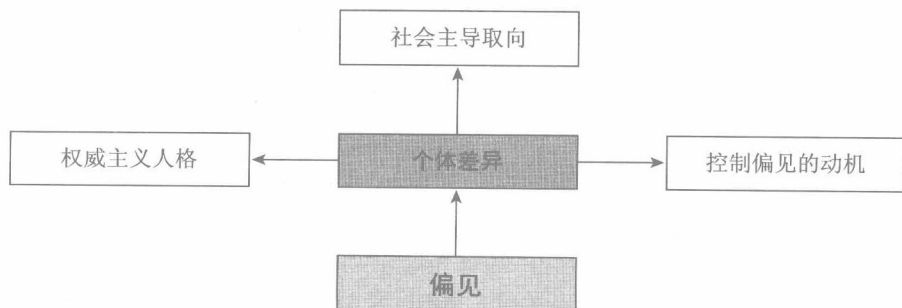 社会主导取向
权威主义人格
个体差异
控制偏见的动机
偏见